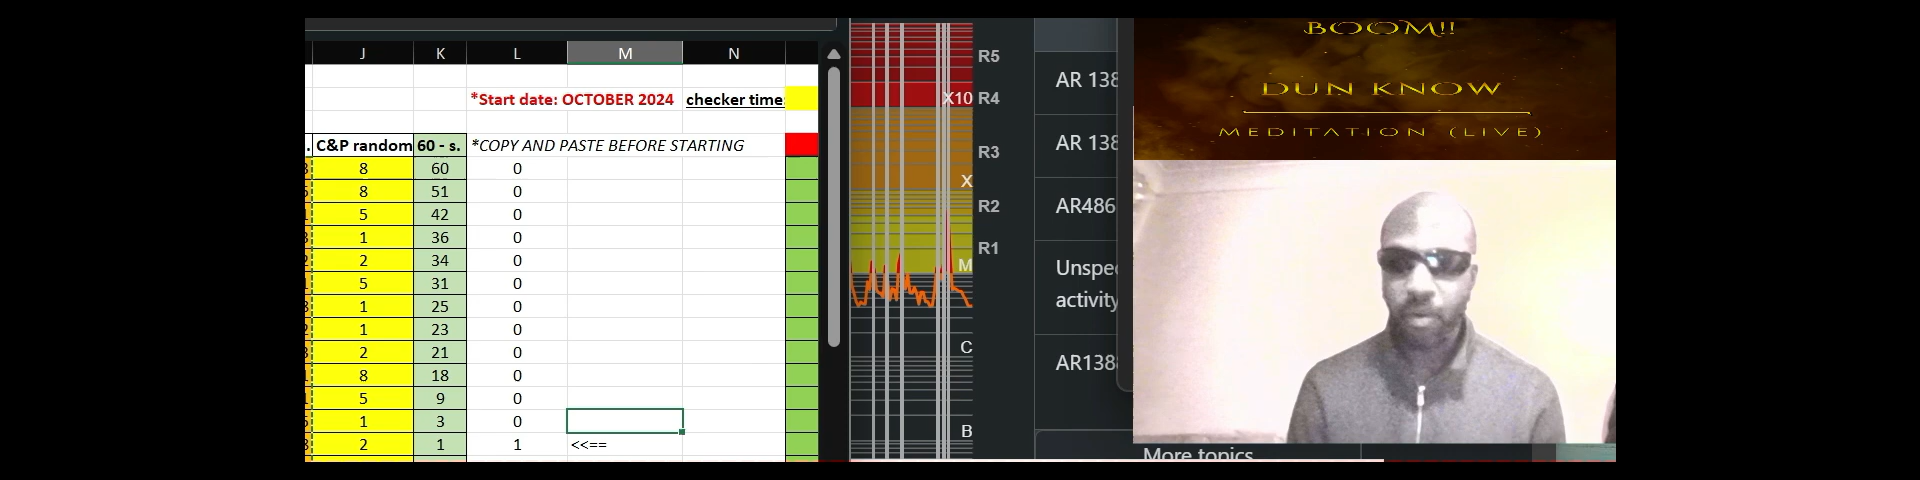 J K L M N
*Start date: OCTOBER 2024 checker time:
C&P random 60 - s. *COPY AND PASTE BEFORE STARTING
8 60 0
8 51 0
5 42 0
1 36 0
2 34 0
5 31 0
1 25 0
1 23 0
2 21 0
8 18 0
5 9 0
1 3 0
2 1 1 <<==
R5
X10 R4
R3
X
R2
R1
M
C
B
AR 138
AR 138
AR486
Unspe
activity
AR138
More topics
BOOM!!
DUN KNOW
MEDITATION (LIVE)